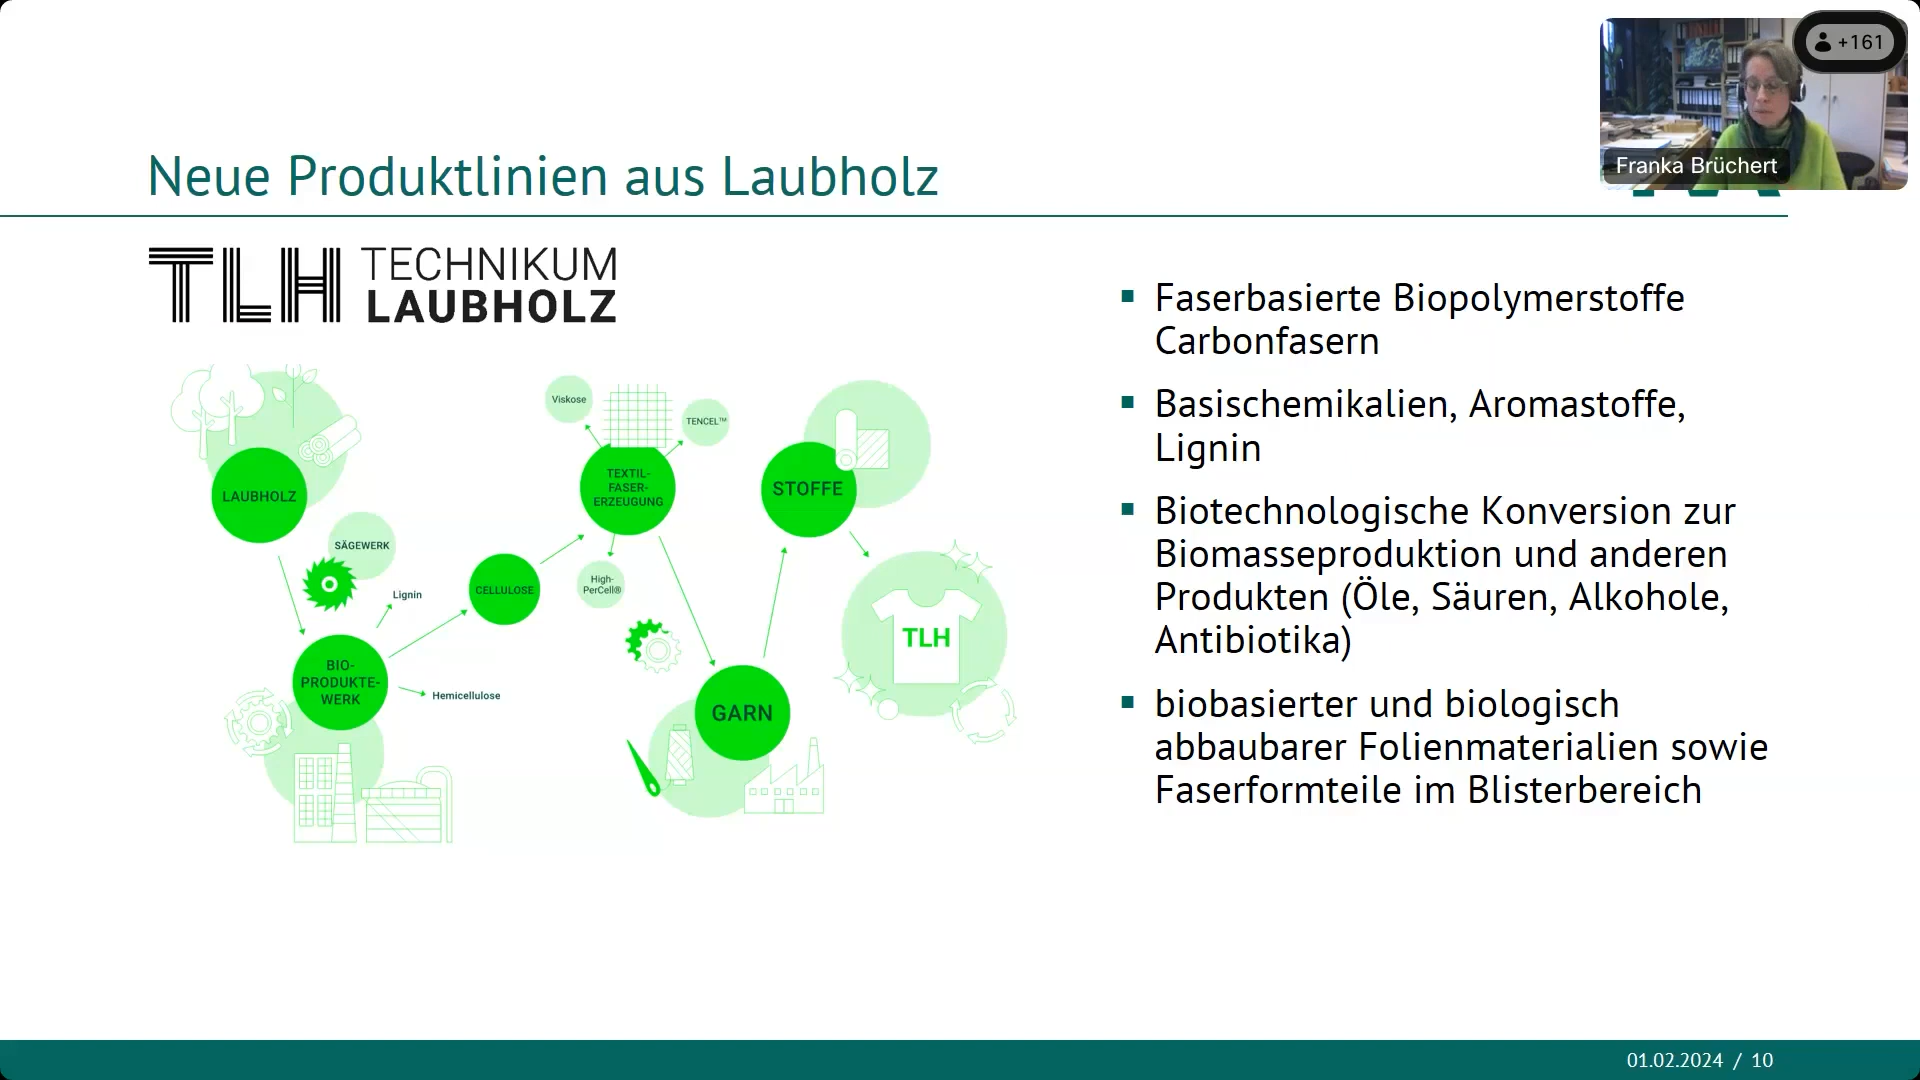 +161
Franka Brüchert
Neue Produktlinien aus Laubholz
TLH TECHNIKUM
LAUBHOLZ
LAUBHOLZ
SÄGEWERK
Lignin
BIO-
PRODUKTE-
WERK
Hemicellulose
CELLULOSE
Viskose
TENCEL™
TEXTIL-
FASER-
ERZEUGUNG
High-
PerCell®
GARN
STOFFE
TLH
Faserbasierte Biopolymerstoffe
Carbonfasern
Basischemikalien, Aromastoffe,
Lignin
Biotechnologische Konversion zur
Biomasseproduktion und anderen
Produkten (Öle, Säuren, Alkohole,
Antibiotika)
biobasierter und biologisch
abbaubarer Folienmaterialien sowie
Faserformteile im Blisterbereich
01.02.2024 / 10